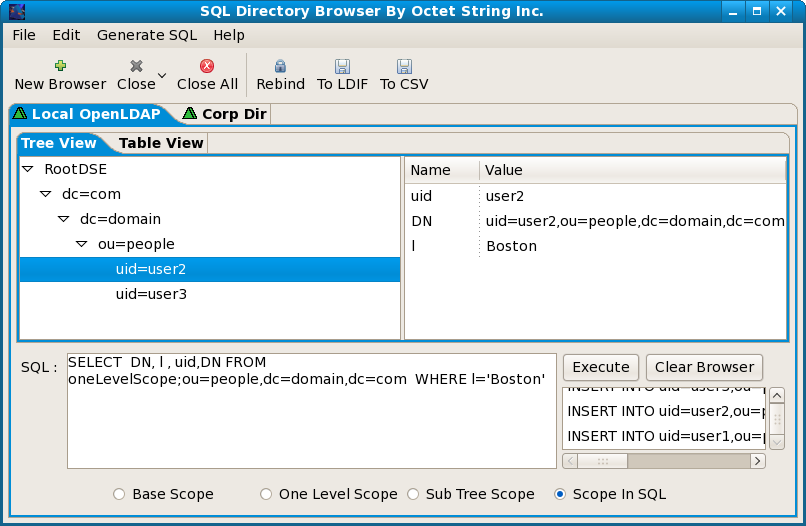 SQL Directory Browser By Octet String Inc.
File Edit Generate SQL Help
New Browser Close Close All Rebind To LDIF To CSV
Local OpenLDAP Corp Dir
Tree View Table View
RootDSE
dc=com
dc=domain
ou=people
uid=user2
uid=user3
Name Value
uid user2
DN uid=user2,ou=people,dc=domain,dc=com
l Boston
SQL :
SELECT  DN, l , uid,DN FROM
oneLevelScope;ou=people,dc=domain,dc=com  WHERE l='Boston'
Execute Clear Browser
INSERT INTO uid=user3,ou=p
INSERT INTO uid=user2,ou=p
INSERT INTO uid=user1,ou=p
Base Scope One Level Scope Sub Tree Scope Scope In SQL